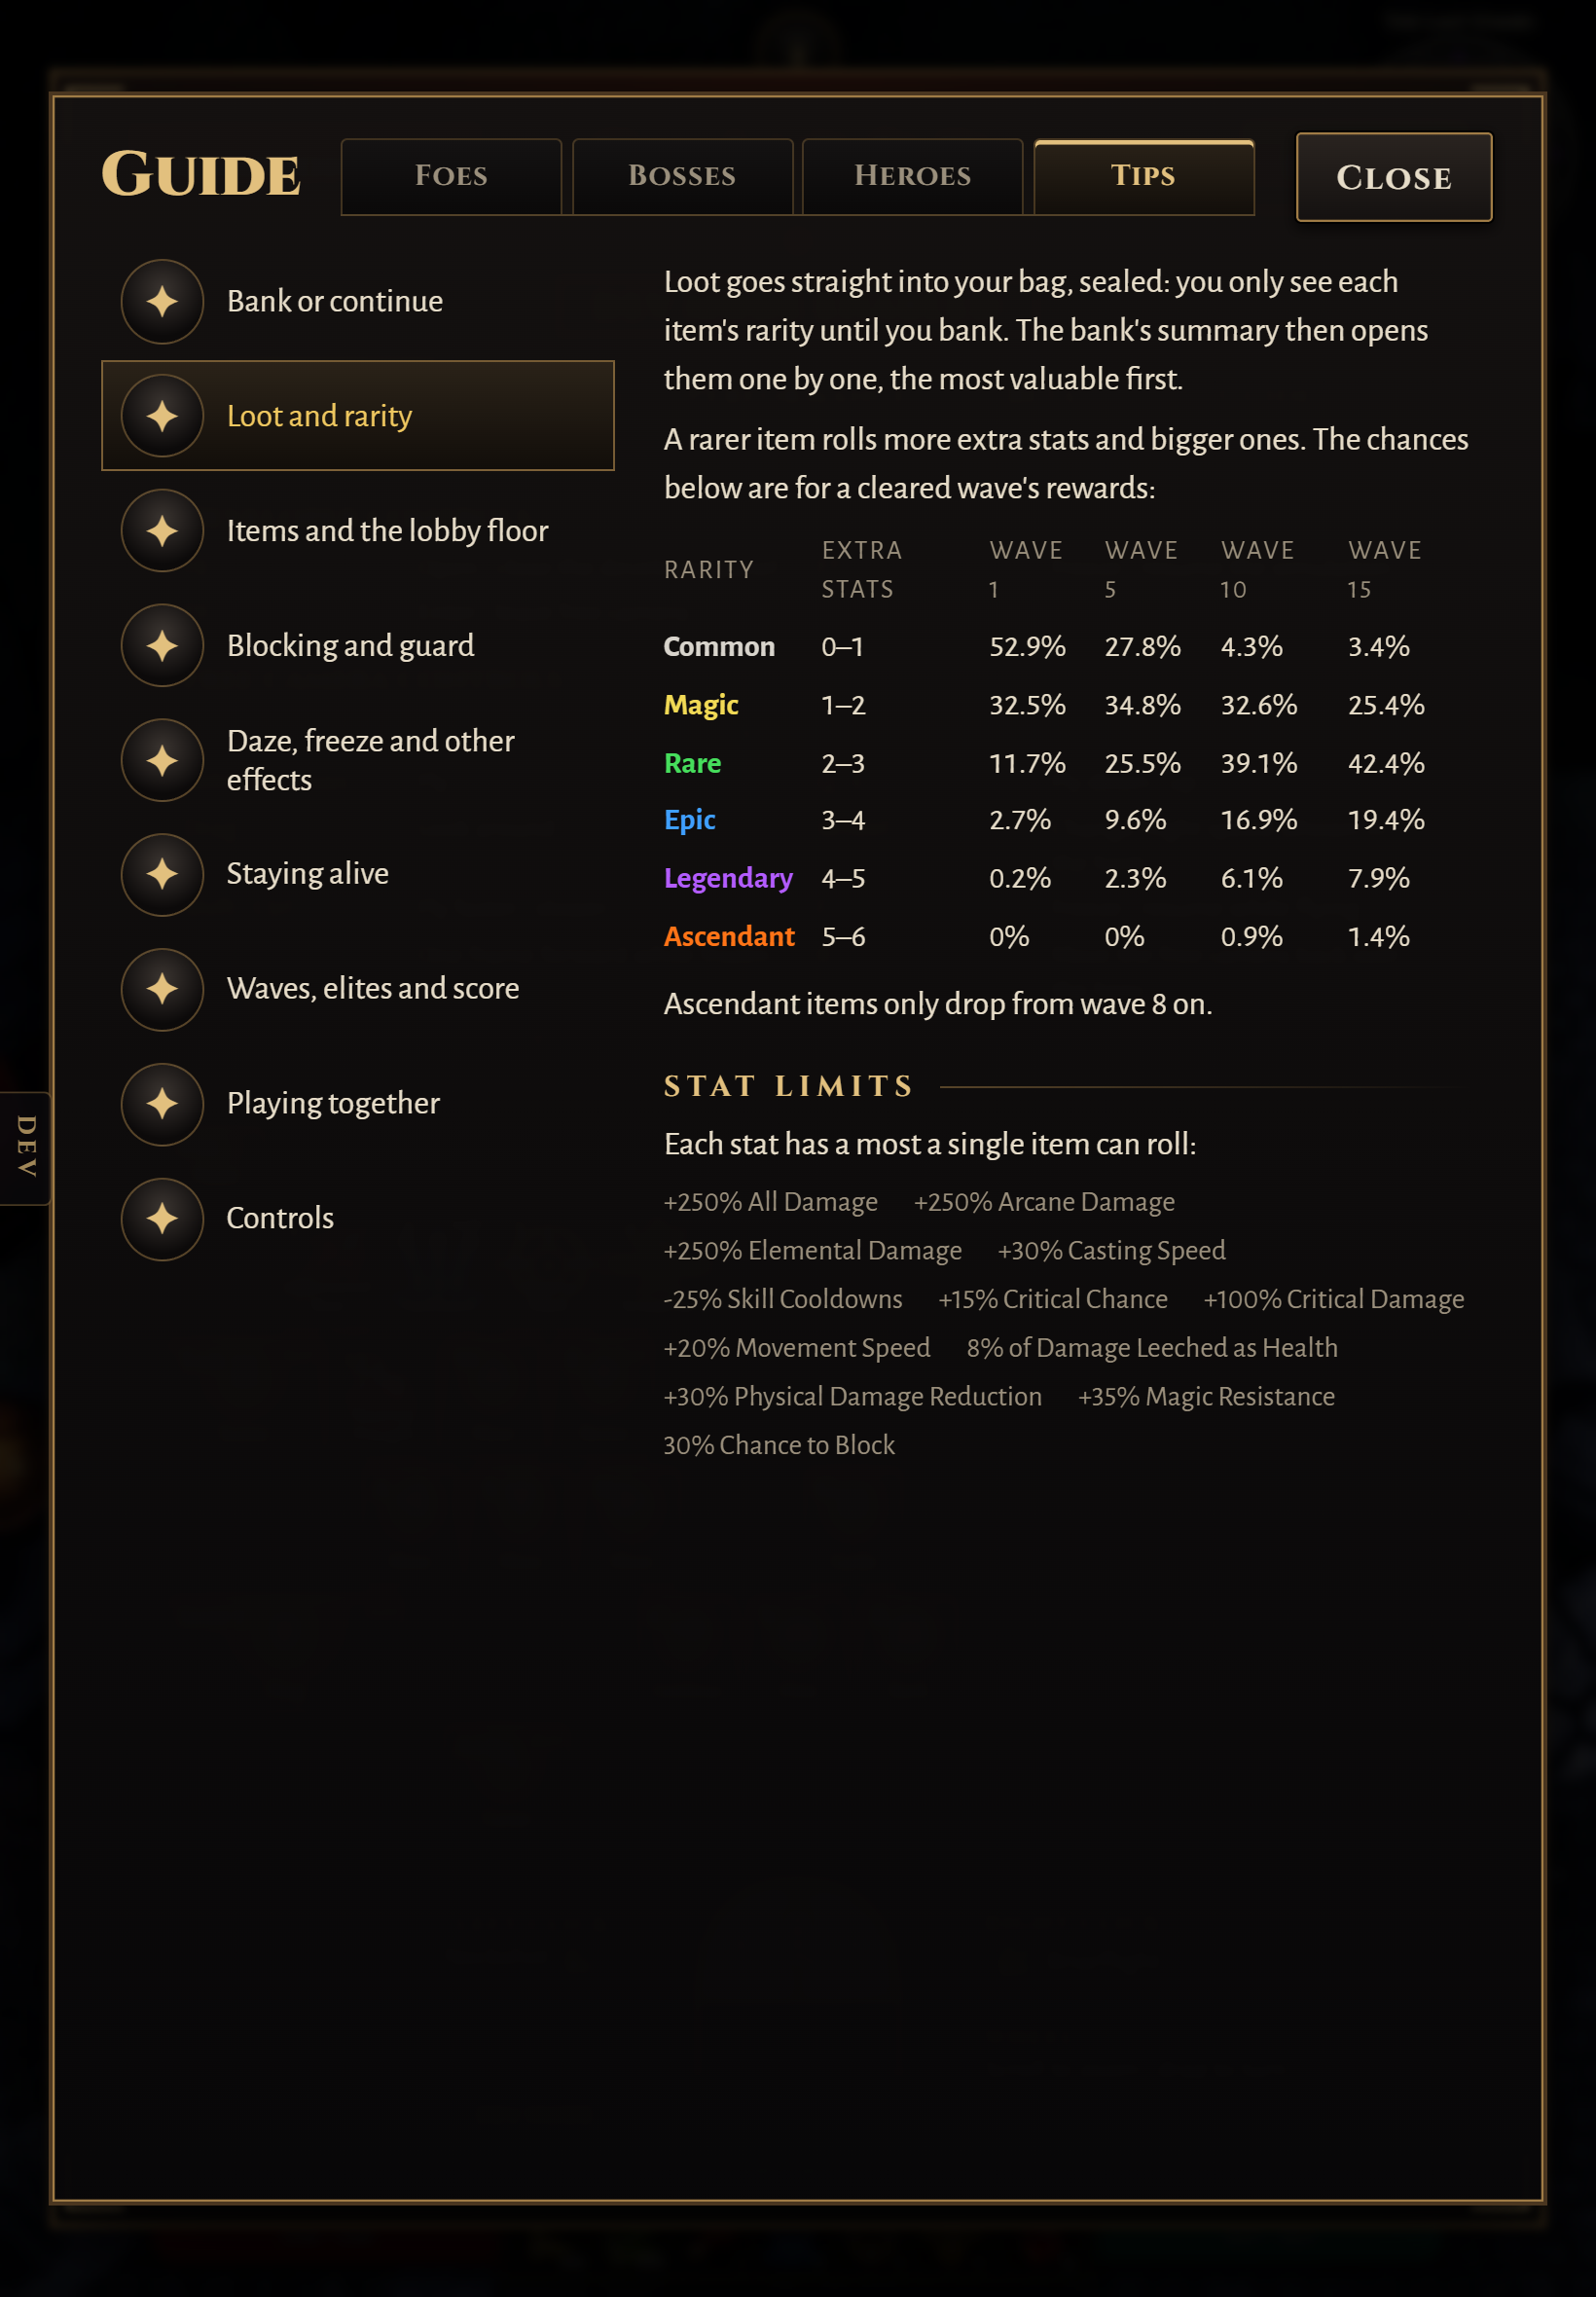 GUIDE
FOES
BOSSES
HEROES
TIPS
CLOSE
Bank or continue
Loot and rarity
Items and the lobby floor
Blocking and guard
Daze, freeze and other
effects
Staying alive
Waves, elites and score
Playing together
Controls
DEV
Loot goes straight into your bag, sealed: you only see each
item's rarity until you bank. The bank's summary then opens
them one by one, the most valuable first.
A rarer item rolls more extra stats and bigger ones. The chances
below are for a cleared wave's rewards:
RARITY EXTRA STATS WAVE 1 WAVE 5 WAVE 10 WAVE 15
Common 0–1 52.9% 27.8% 4.3% 3.4%
Magic 1–2 32.5% 34.8% 32.6% 25.4%
Rare 2–3 11.7% 25.5% 39.1% 42.4%
Epic 3–4 2.7% 9.6% 16.9% 19.4%
Legendary 4–5 0.2% 2.3% 6.1% 7.9%
Ascendant 5–6 0% 0% 0.9% 1.4%
Ascendant items only drop from wave 8 on.
STAT LIMITS
Each stat has a most a single item can roll:
+250% All Damage +250% Arcane Damage
+250% Elemental Damage +30% Casting Speed
-25% Skill Cooldowns +15% Critical Chance +100% Critical Damage
+20% Movement Speed 8% of Damage Leeched as Health
+30% Physical Damage Reduction +35% Magic Resistance
30% Chance to Block